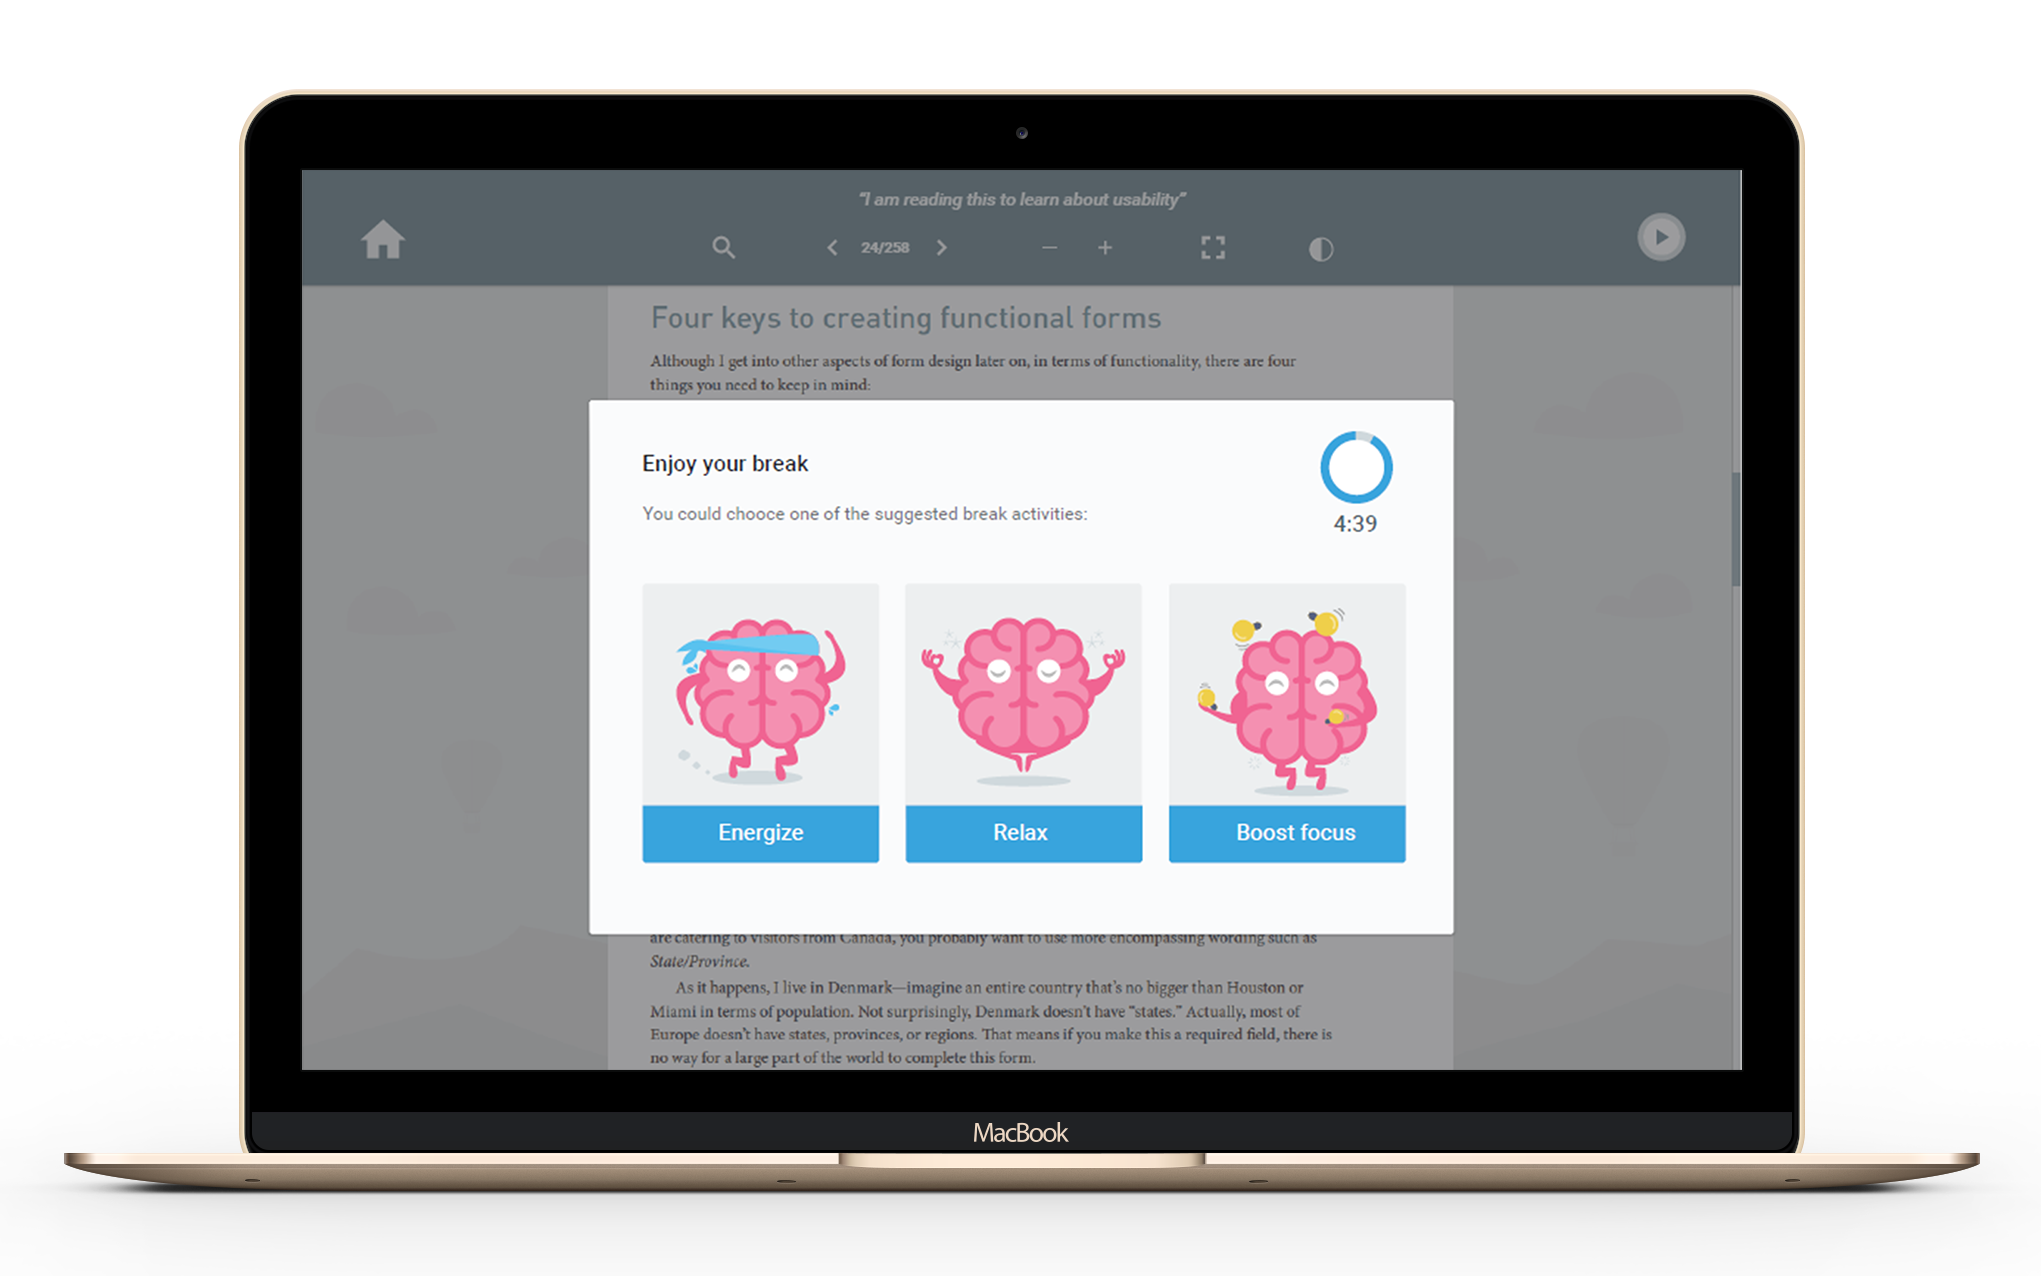 “I am reading this to learn about usability”
24/258
Four keys to creating functional forms
Although I get into other aspects of form design later on, in terms of functionality, there are four
things you need to keep in mind:
Enjoy your break
You could chooce one of the suggested break activities:
4:39
Energize
Relax
Boost focus
are catering to visitors from Canada, you probably want to use more encompassing wording such as
State/Province.
As it happens, I live in Denmark—imagine an entire country that’s no bigger than Houston or
Miami in terms of population. Not surprisingly, Denmark doesn’t have “states.” Actually, most of
Europe doesn’t have states, provinces, or regions. That means if you make this a required field, there is
no way for a large part of the world to complete this form.
MacBook